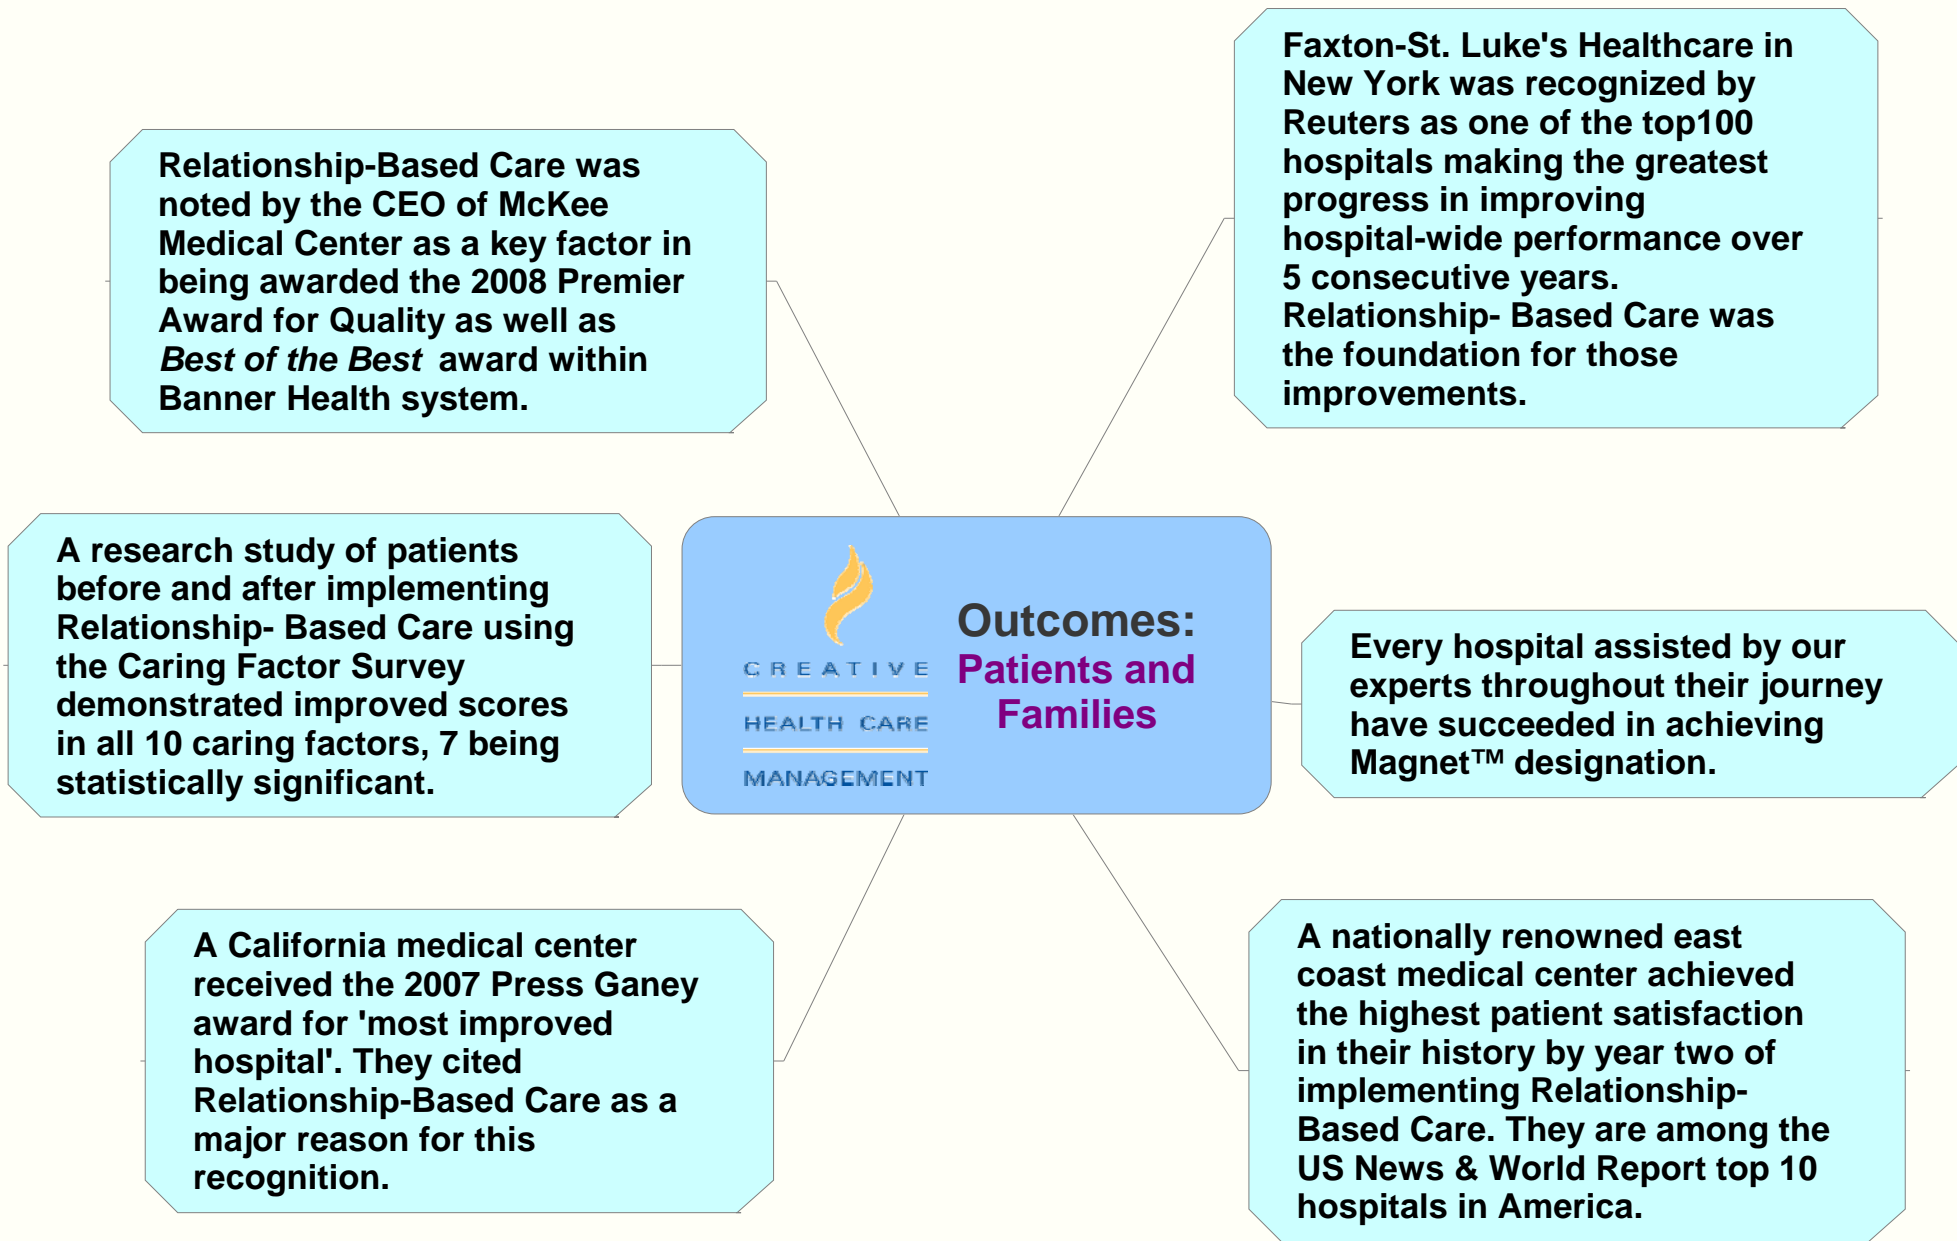 Relationship-Based Care was
noted by the CEO of McKee
Medical Center as a key factor in
being awarded the 2008 Premier
Award for Quality as well as
Best of the Best award within
Banner Health system.
Faxton-St. Luke's Healthcare in
New York was recognized by
Reuters as one of the top100
hospitals making the greatest
progress in improving
hospital-wide performance over
5 consecutive years.
Relationship- Based Care was
the foundation for those
improvements.
A research study of patients
before and after implementing
Relationship- Based Care using
the Caring Factor Survey
demonstrated improved scores
in all 10 caring factors, 7 being
statistically significant.
CREATIVE
HEALTH CARE
MANAGEMENT
Outcomes:
Patients and
Families
Every hospital assisted by our
experts throughout their journey
have succeeded in achieving
Magnet™ designation.
A California medical center
received the 2007 Press Ganey
award for 'most improved
hospital'. They cited
Relationship-Based Care as a
major reason for this
recognition.
A nationally renowned east
coast medical center achieved
the highest patient satisfaction
in their history by year two of
implementing Relationship-
Based Care. They are among the
US News & World Report top 10
hospitals in America.